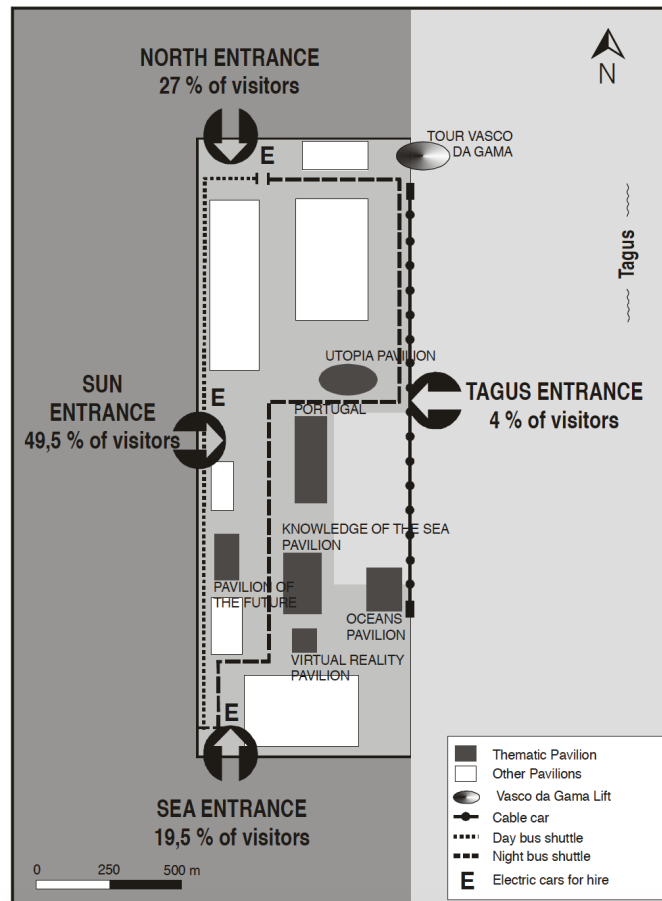 NORTH ENTRANCE
27 % of visitors
N
E
TOUR VASCO
DA GAMA
Tagus
UTOPIA PAVILION
SUN
ENTRANCE
49,5 % of visitors
E
PORTUGAL
TAGUS ENTRANCE
4 % of visitors
KNOWLEDGE OF THE SEA
PAVILION
PAVILION OF
THE FUTURE
OCEANS
PAVILION
VIRTUAL REALITY
PAVILION
E
SEA ENTRANCE
19,5 % of visitors
0 250 500 m
Thematic Pavilion
Other Pavilions
Vasco da Gama Lift
Cable car
Day bus shuttle
Night bus shuttle
E Electric cars for hire